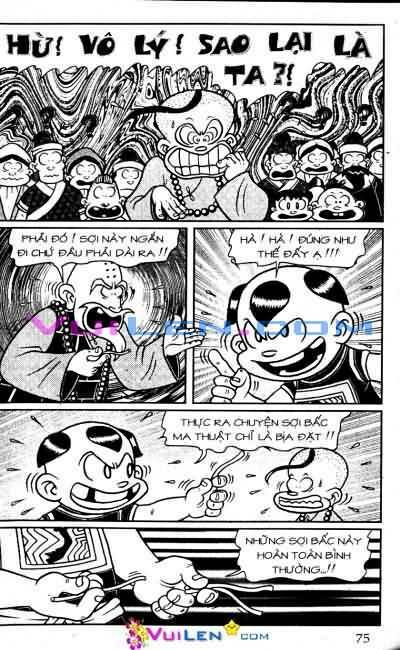 HỪ! VÔ LÝ! SAO LẠI LÀ
TA?!
PHẢI ĐÓ! SỢI NÀY NGẮN
ĐI CHỨ ĐÂU PHẢI DÀI RA!!
HÀ! HÀ! ĐÚNG NHƯ
THẾ ĐẤY Ạ!!!
VUILEN.COM
THỰC RA CHUYỆN SỢI BẤC
MA THUẬT CHỈ LÀ BỊA ĐẶT!!
NHỮNG SỢI BẤC NÀY
HOÀN TOÀN BÌNH
THƯỜNG...!!
VUILEN.COM
75